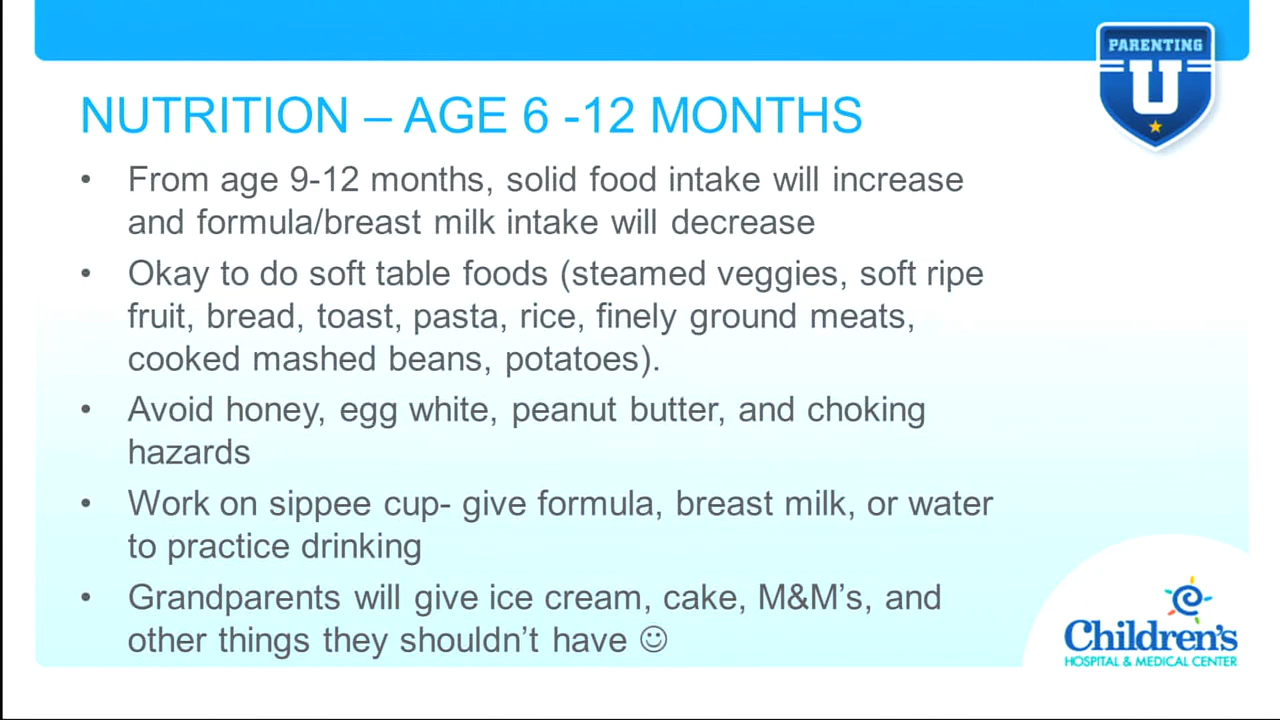 PARENTING
U
NUTRITION – AGE 6 -12 MONTHS
• From age 9-12 months, solid food intake will increase
and formula/breast milk intake will decrease
• Okay to do soft table foods (steamed veggies, soft ripe
fruit, bread, toast, pasta, rice, finely ground meats,
cooked mashed beans, potatoes).
• Avoid honey, egg white, peanut butter, and choking
hazards
• Work on sippee cup- give formula, breast milk, or water
to practice drinking
• Grandparents will give ice cream, cake, M&M’s, and
other things they shouldn’t have ☺
Children's
HOSPITAL & MEDICAL CENTER